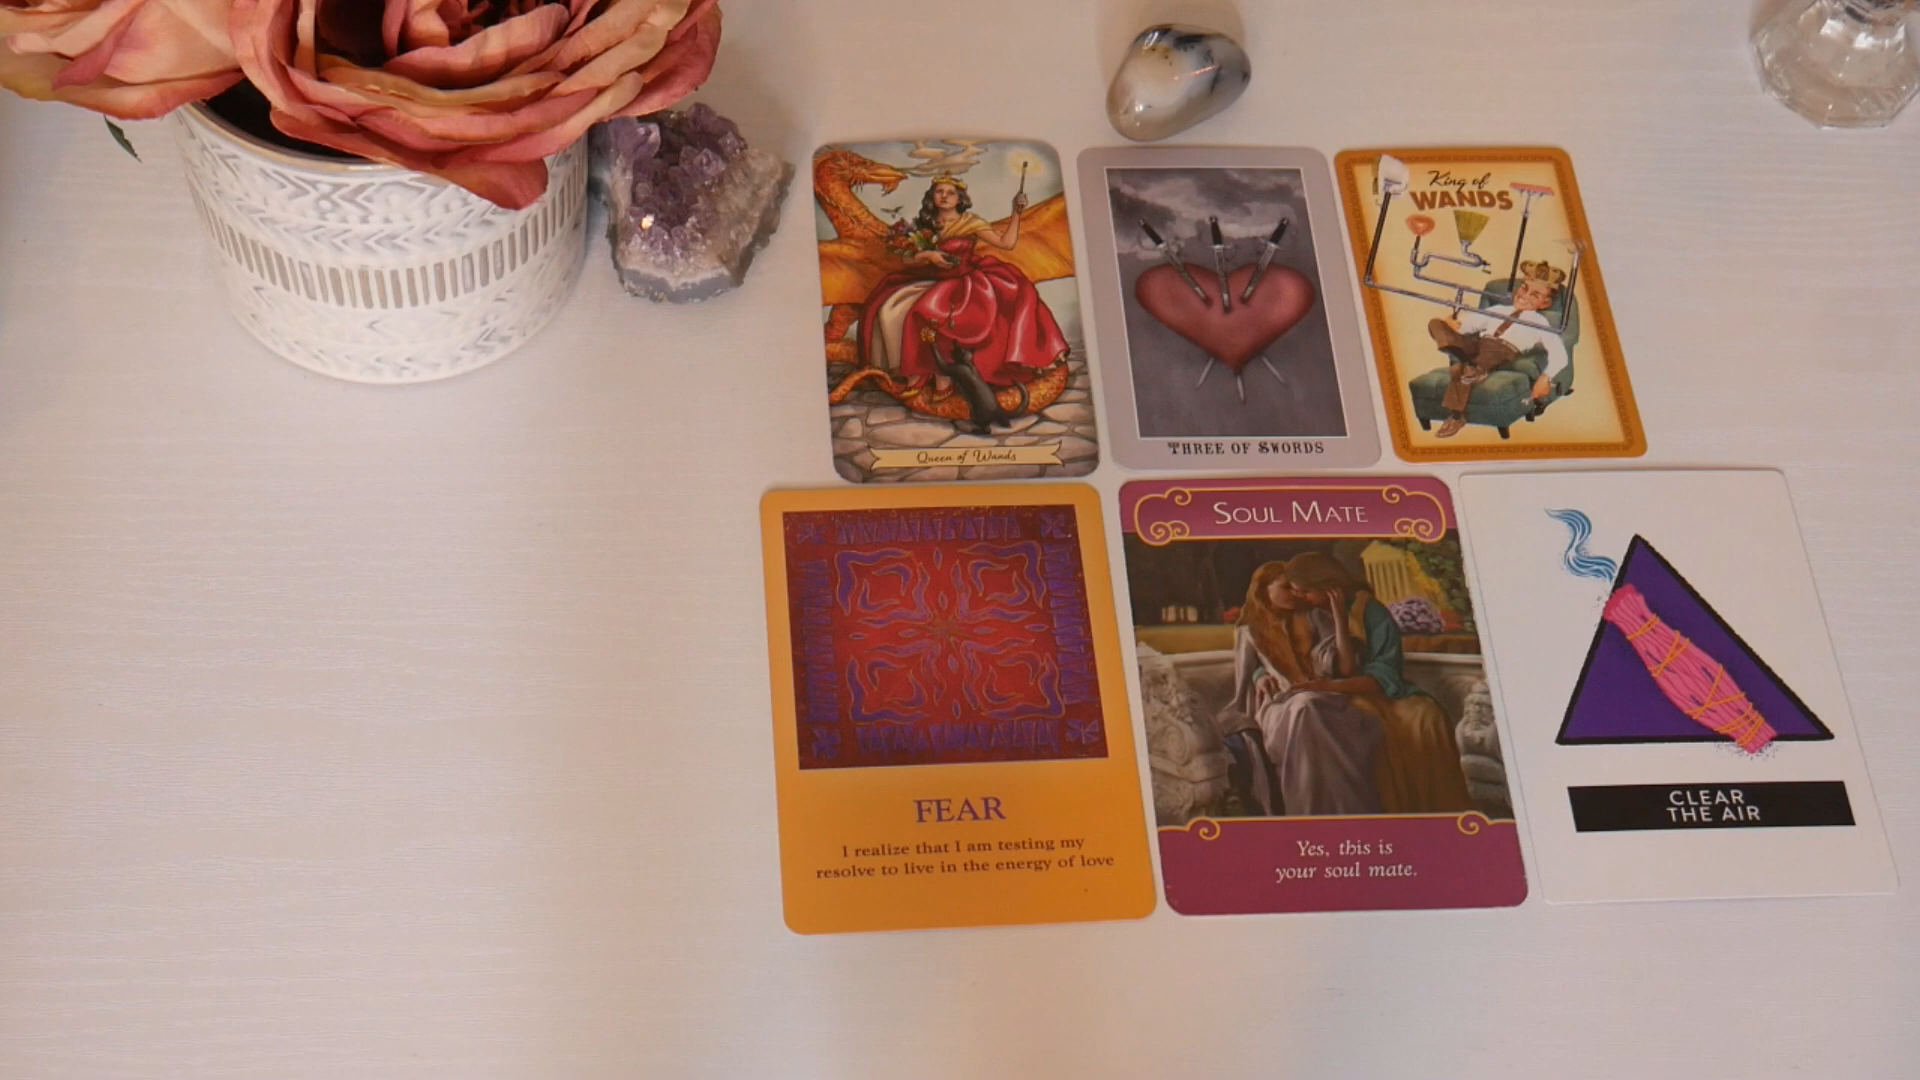 King of
WANDS
Queen of Wands
THREE OF SWORDS
SOUL MATE
FEAR
I realize that I am testing my
resolve to live in the energy of love
Yes, this is
your soul mate.
CLEAR
THE AIR